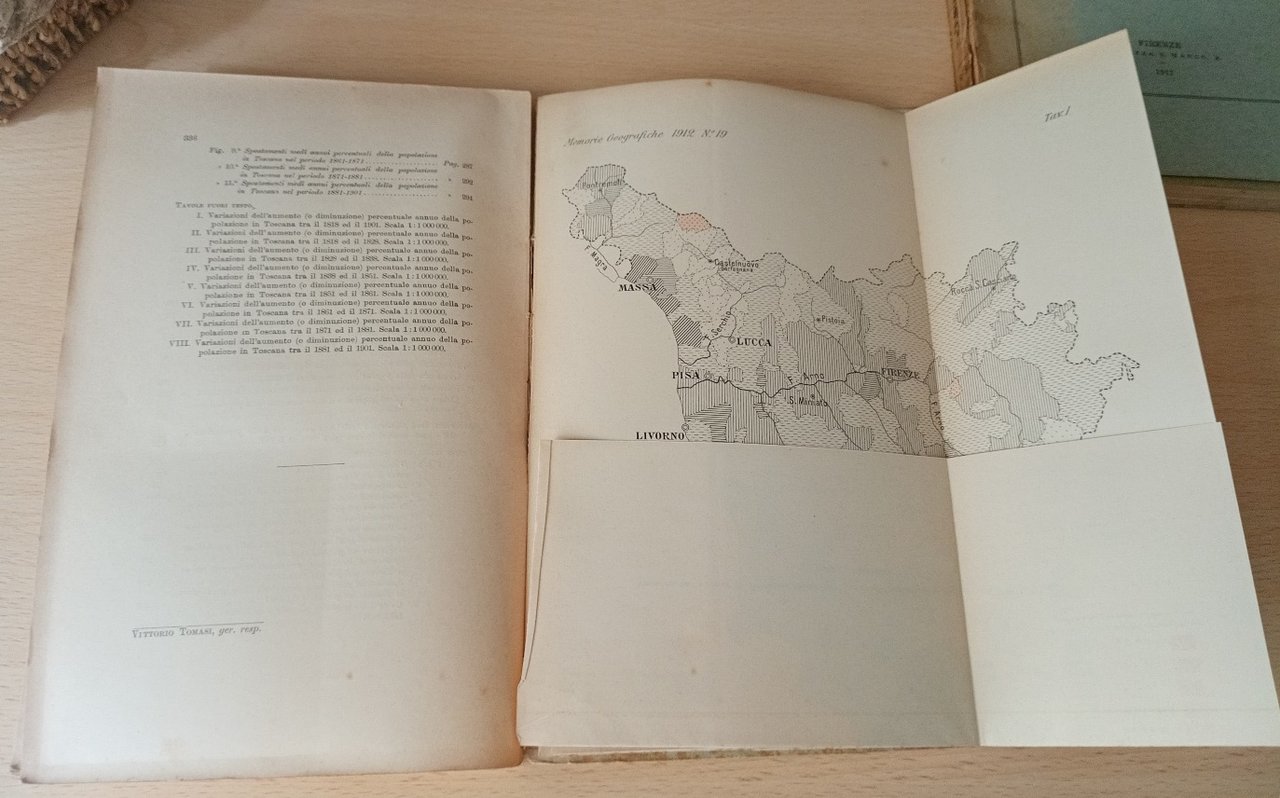 336
Fig. 9.ª Spostamenti medi annui percentuali della popolazione
in Toscana nel periodo 1861-1871 . . . . . . . . . . . . . . Pag. 287
» 10.ª Spostamenti medi annui percentuali della popolazione
in Toscana nel periodo 1871-1881 . . . . . . . . . . . . . . » 292
» 11.ª Spostamenti medi annui percentuali della popolazione
in Toscana nel periodo 1881-1901 . . . . . . . . . . . . . . » 294
TAVOLE FUORI TESTO.
I. Variazioni dell'aumento (o diminuzione) percentuale annuo della po-
polazione in Toscana tra il 1818 ed il 1901. Scala 1:1 000 000.
II. Variazioni dell'aumento (o diminuzione) percentuale annuo della po-
polazione in Toscana tra il 1818 ed il 1828. Scala 1:1 000 000.
III. Variazioni dell'aumento (o diminuzione) percentuale annuo della po-
polazione in Toscana tra il 1828 ed il 1838. Scala 1:1 000 000.
IV. Variazioni dell'aumento (o diminuzione) percentuale annuo della po-
polazione in Toscana tra il 1838 ed il 1851. Scala 1:1 000 000.
V. Variazioni dell'aumento (o diminuzione) percentuale annuo della po-
polazione in Toscana tra il 1851 ed il 1861. Scala 1:1 000 000.
VI. Variazioni dell'aumento (o diminuzione) percentuale annuo della po-
polazione in Toscana tra il 1861 ed il 1871. Scala 1:1 000 000.
VII. Variazioni dell'aumento (o diminuzione) percentuale annuo della po-
polazione in Toscana tra il 1871 ed il 1881. Scala 1:1 000 000.
VIII. Variazioni dell'aumento (o diminuzione) percentuale annuo della po-
polazione in Toscana tra il 1881 ed il 1901. Scala 1:1 000 000.
VITTORIO TOMASI, ger. resp.
Memorie Geografiche 1912 N.º 19
Tav. I
Pontremoli
F. Magra
Castelnuovo
Garfagnana
MASSA
Rocca S. Casciano
F. Serchio
Pistoia
LUCCA
PISA
F. Arno
FIRENZE
S. Miniato
F. Arno
LIVORNO
FIRENZE
MARCO, 2.
1912